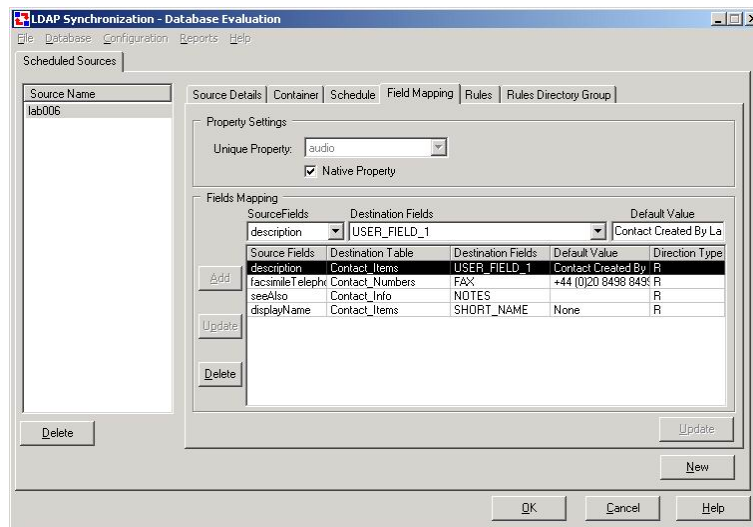 LDAP Synchronization - Database Evaluation
File Database Configuration Reports Help
Scheduled Sources
Source Name
lab006
Source Details Container Schedule Field Mapping Rules Rules Directory Group
Property Settings
Unique Property: audio
Native Property
Fields Mapping
SourceFields Destination Fields Default Value
description USER_FIELD_1 Contact Created By La
Source Fields Destination Table Destination Fields Default Value Direction Type
description Contact_Items USER_FIELD_1 Contact Created By R
facsimileTelepho Contact_Numbers FAX +44 (0)20 8498 849 R
seeAlso Contact_Info NOTES R
displayName Contact_Items SHORT_NAME None R
Add
Update
Delete
Delete
Update
New
OK Cancel Help